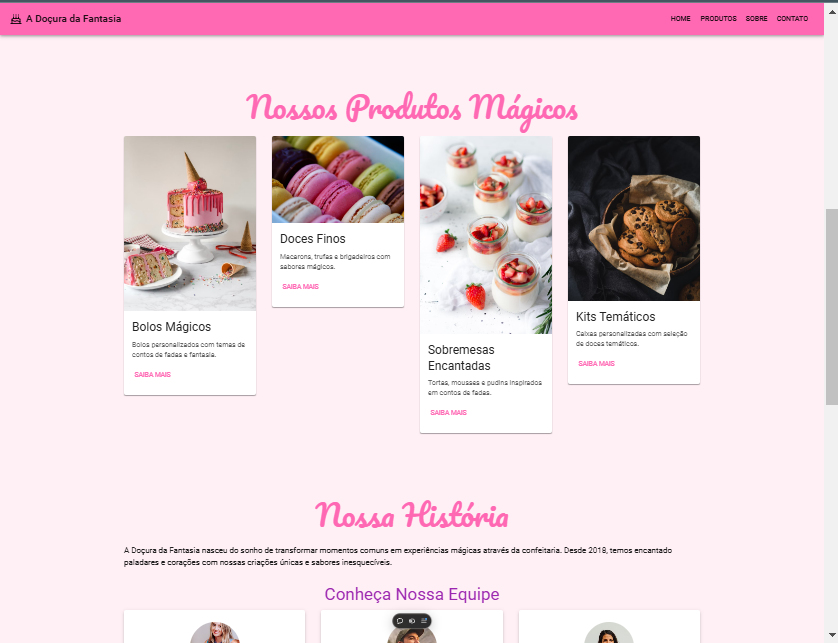 A Doçura da Fantasia
HOME PRODUTOS SOBRE CONTATO
Nossos Produtos Mágicos
Bolos Mágicos
Bolos personalizados com temas de
contos de fadas e fantasia.
SAIBA MAIS
Doces Finos
Macarons, trufas e brigadeiros com
sabores mágicos.
SAIBA MAIS
Sobremesas
Encantadas
Tortas, mousses e pudins inspirados
em contos de fadas.
SAIBA MAIS
Kits Temáticos
Caixas personalizadas com seleção
de doces temáticos.
SAIBA MAIS
Nossa História
A Doçura da Fantasia nasceu do sonho de transformar momentos comuns em experiências mágicas através da confeitaria. Desde 2018, temos encantado
paladares e corações com nossas criações únicas e sabores inesquecíveis.
Conheça Nossa Equipe